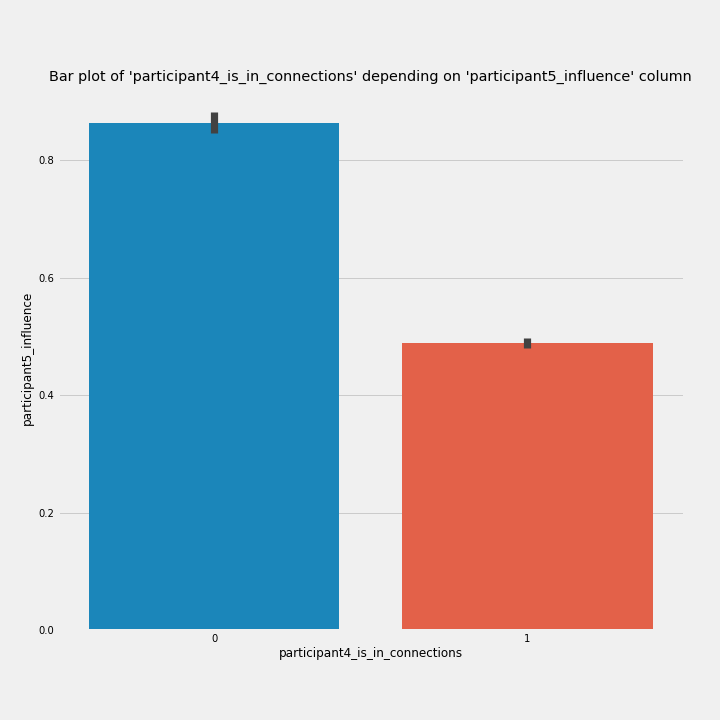 Bar plot of 'participant4_is_in_connections' depending on 'participant5_influence' column
0.8
0.6
0.4
0.2
0.0
participant5_influence
0
1
participant4_is_in_connections